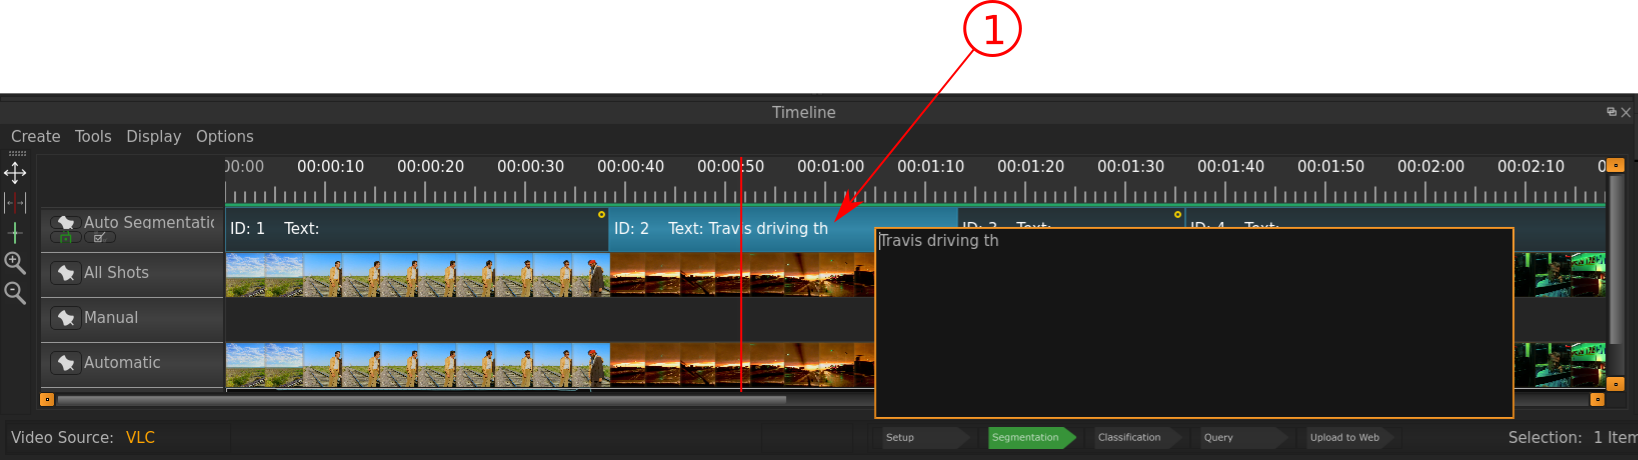 1
Timeline
Create Tools Display Options
00:00 00:00:10 00:00:20 00:00:30 00:00:40 00:00:50 00:01:00 00:01:10 00:01:20 00:01:30 00:01:40 00:01:50 00:02:00 00:02:10
Auto Segmentatic
ID: 1 Text:
ID: 2 Text: Travis driving th
ID: 3 Text:
ID: 4 Text:
Travis driving th
All Shots
Manual
Automatic
Video Source: VLC
Setup
Segmentation
Classification
Query
Upload to Web
Selection: 1 Item